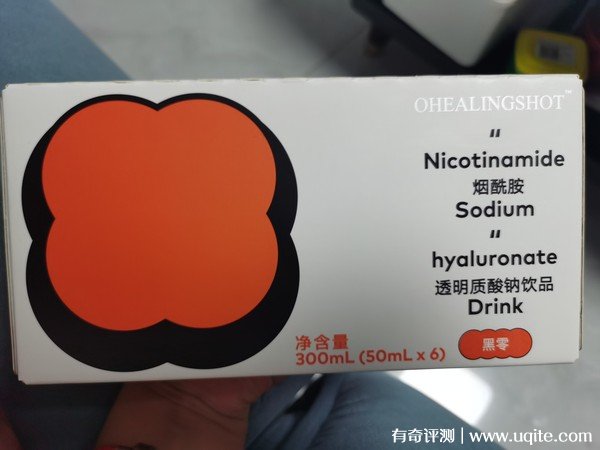 OHEALINGSHOT™
"
Nicotinamide
烟酰胺
Sodium
"
hyaluronate
透明质酸钠饮品
Drink
净含量
300mL (50mL x 6)
黑零
有奇评测 | www.uqite.com